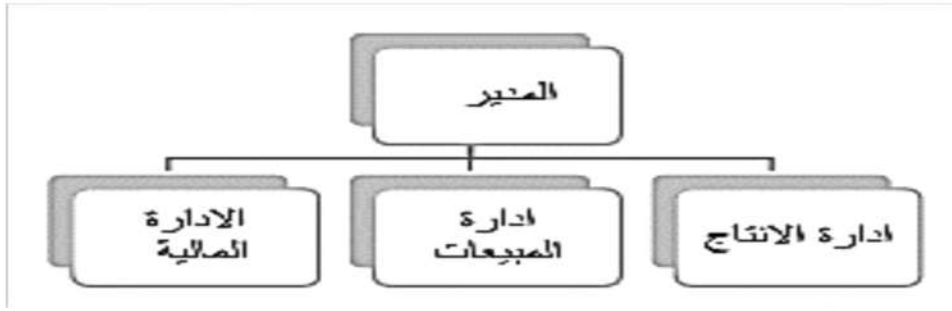 المدير
ادارة الانتاج
ادارة
المبيعات
الادارة
المالية